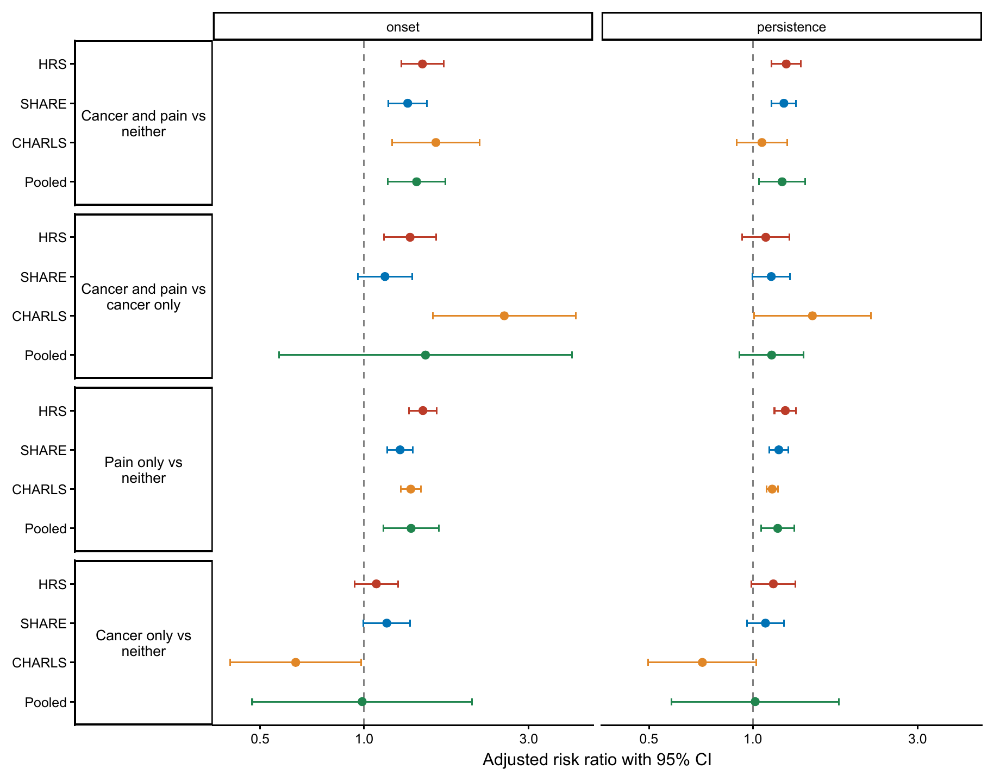 onset
persistence
HRS
SHARE
CHARLS
Pooled
Cancer and pain vs
neither
HRS
SHARE
CHARLS
Pooled
Cancer and pain vs
cancer only
HRS
SHARE
CHARLS
Pooled
Pain only vs
neither
HRS
SHARE
CHARLS
Pooled
Cancer only vs
neither
0.5 1.0 3.0
0.5 1.0 3.0
Adjusted risk ratio with 95% CI